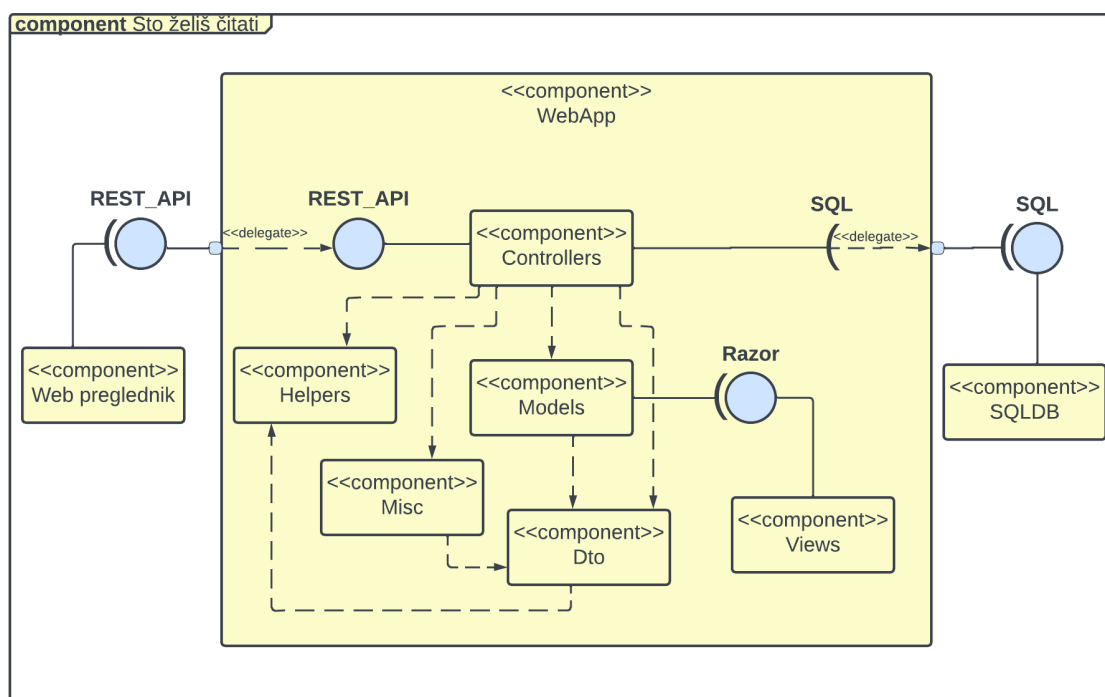 component Sto želiš čitati
<<component>>
WebApp
REST_API
REST_API
SQL
SQL
<<delegate>>
<<delegate>>
<<component>>
Controllers
<<component>>
Web preglednik
<<component>>
Helpers
<<component>>
Models
Razor
<<component>>
SQLDB
<<component>>
Misc
<<component>>
Dto
<<component>>
Views